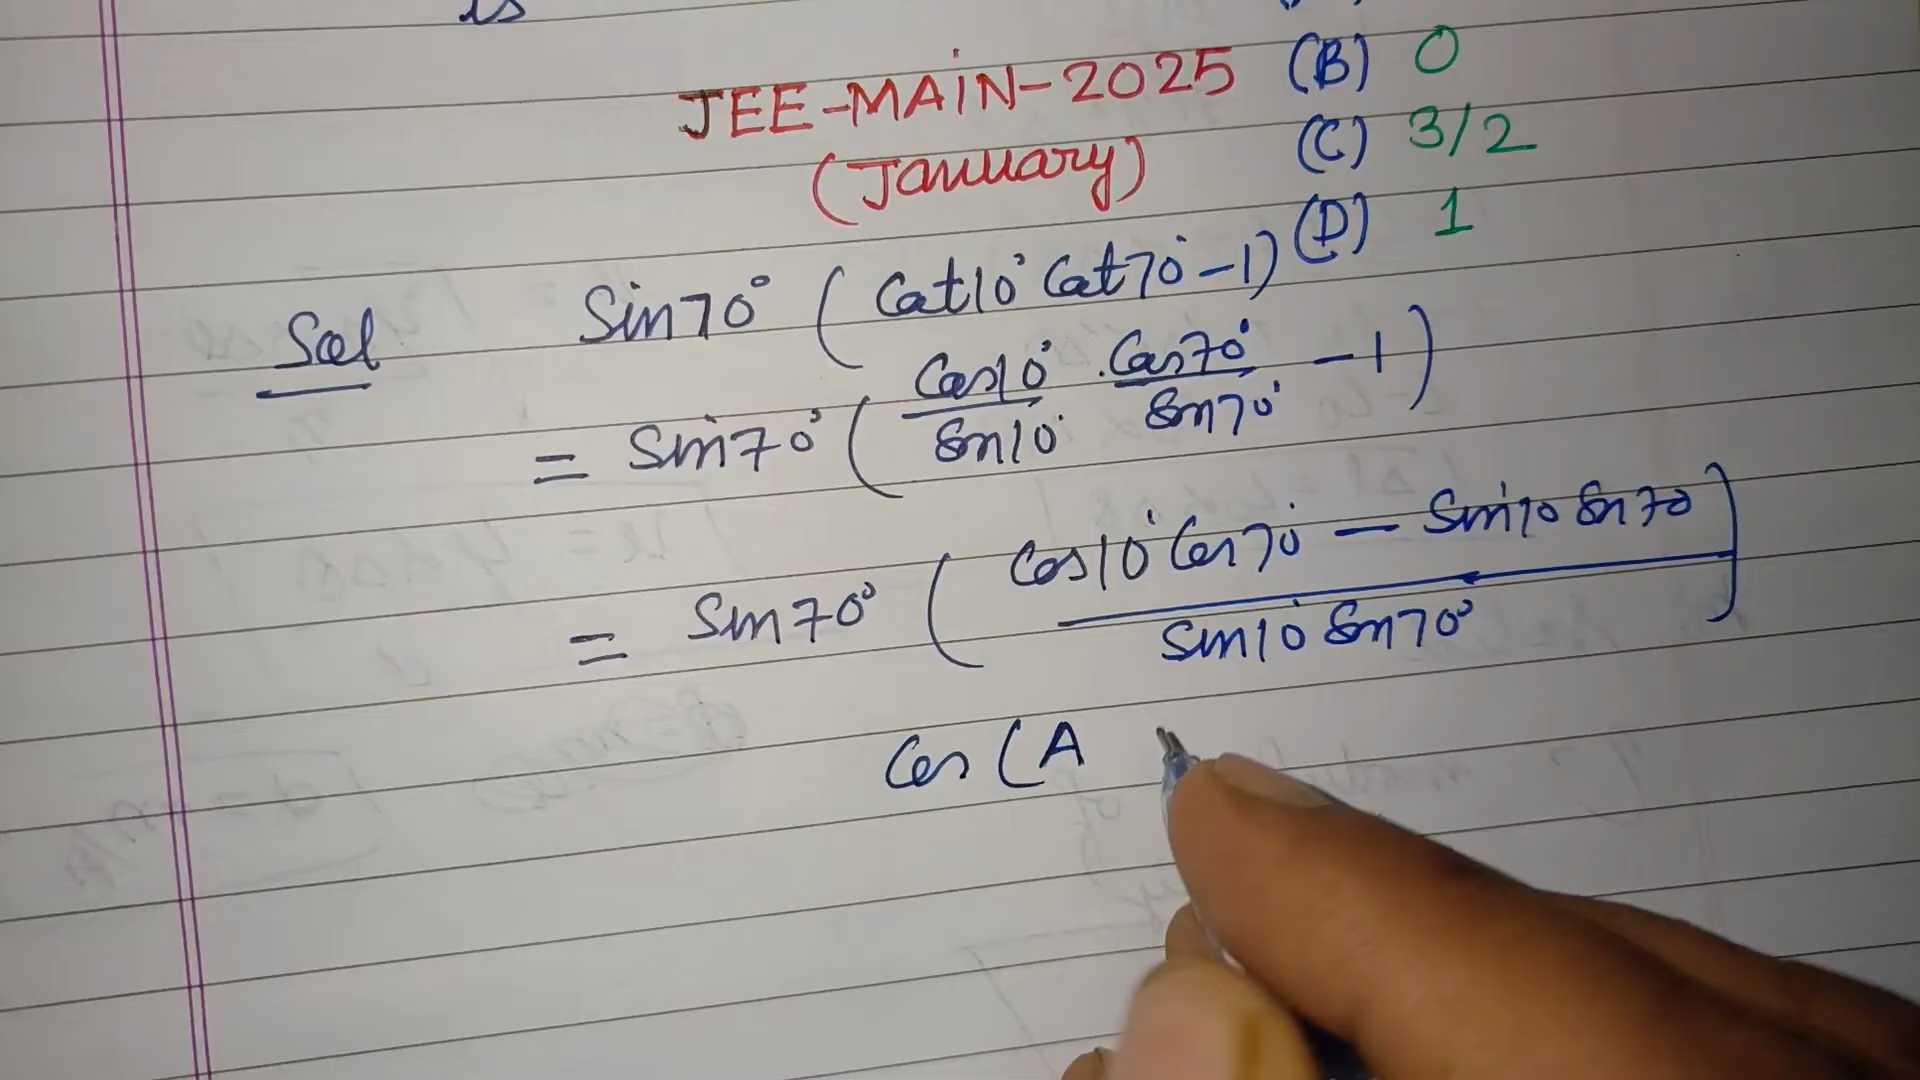 is
JEE-MAIN-2025
(January)
(B) 0
(C) 3/2
(D) 1
Sol Sin70° (Cot10° Cot70° -1)
= Sin70° ( Cos10°/Sin10° . Cos70°/Sin70° - 1 )
= Sin70° ( Cos10° Cos70° - Sin10 Sin70 / Sin10° Sin70° )
Cos (A